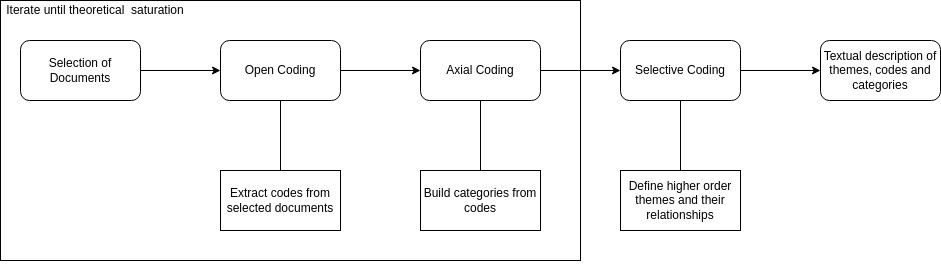 Iterate until theoretical  saturation
Selection of
Documents
Open Coding
Axial Coding
Selective Coding
Textual description of
themes, codes and
categories
Extract codes from
selected documents
Build categories from
codes
Define higher order
themes and their
relationships